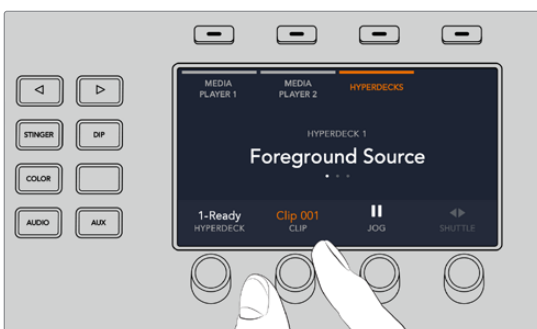 MEDIA PLAYER 1
MEDIA PLAYER 2
HYPERDECKS
STINGER
DIP
HYPERDECK 1
Foreground Source
COLOR
1-Ready
HYPERDECK
Clip 001
CLIP
JOG
SHUTTLE
AUDIO
AUX